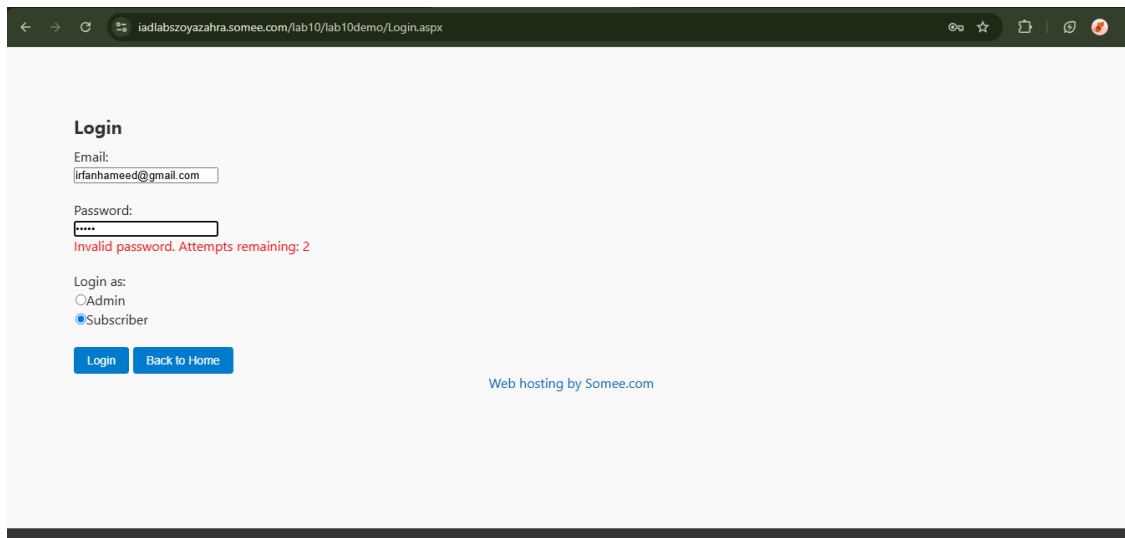 iadlabszoyazahra.somee.com/lab10/lab10demo/Login.aspx
Login
Email:
irfanhameed@gmail.com
Password:
•••••
Invalid password. Attempts remaining: 2
Login as:
Admin
Subscriber
Login Back to Home
Web hosting by Somee.com